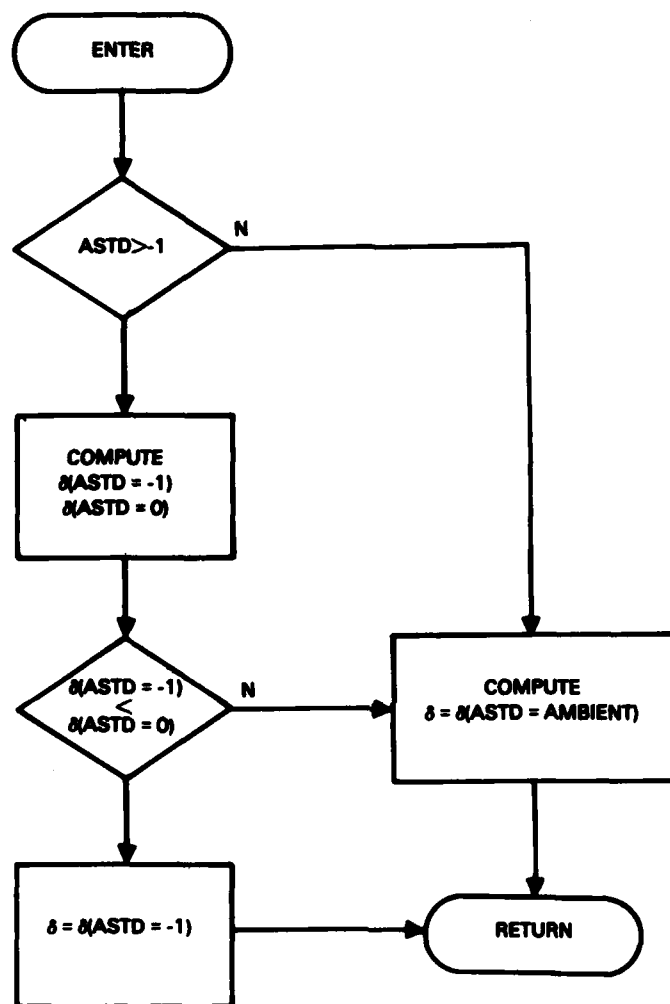 ENTER
ASTD>-1
N
COMPUTE
δ(ASTD = -1)
δ(ASTD = 0)
δ(ASTD = -1)
<
δ(ASTD = 0)
N
COMPUTE
δ = δ(ASTD = AMBIENT)
δ = δ(ASTD = -1)
RETURN